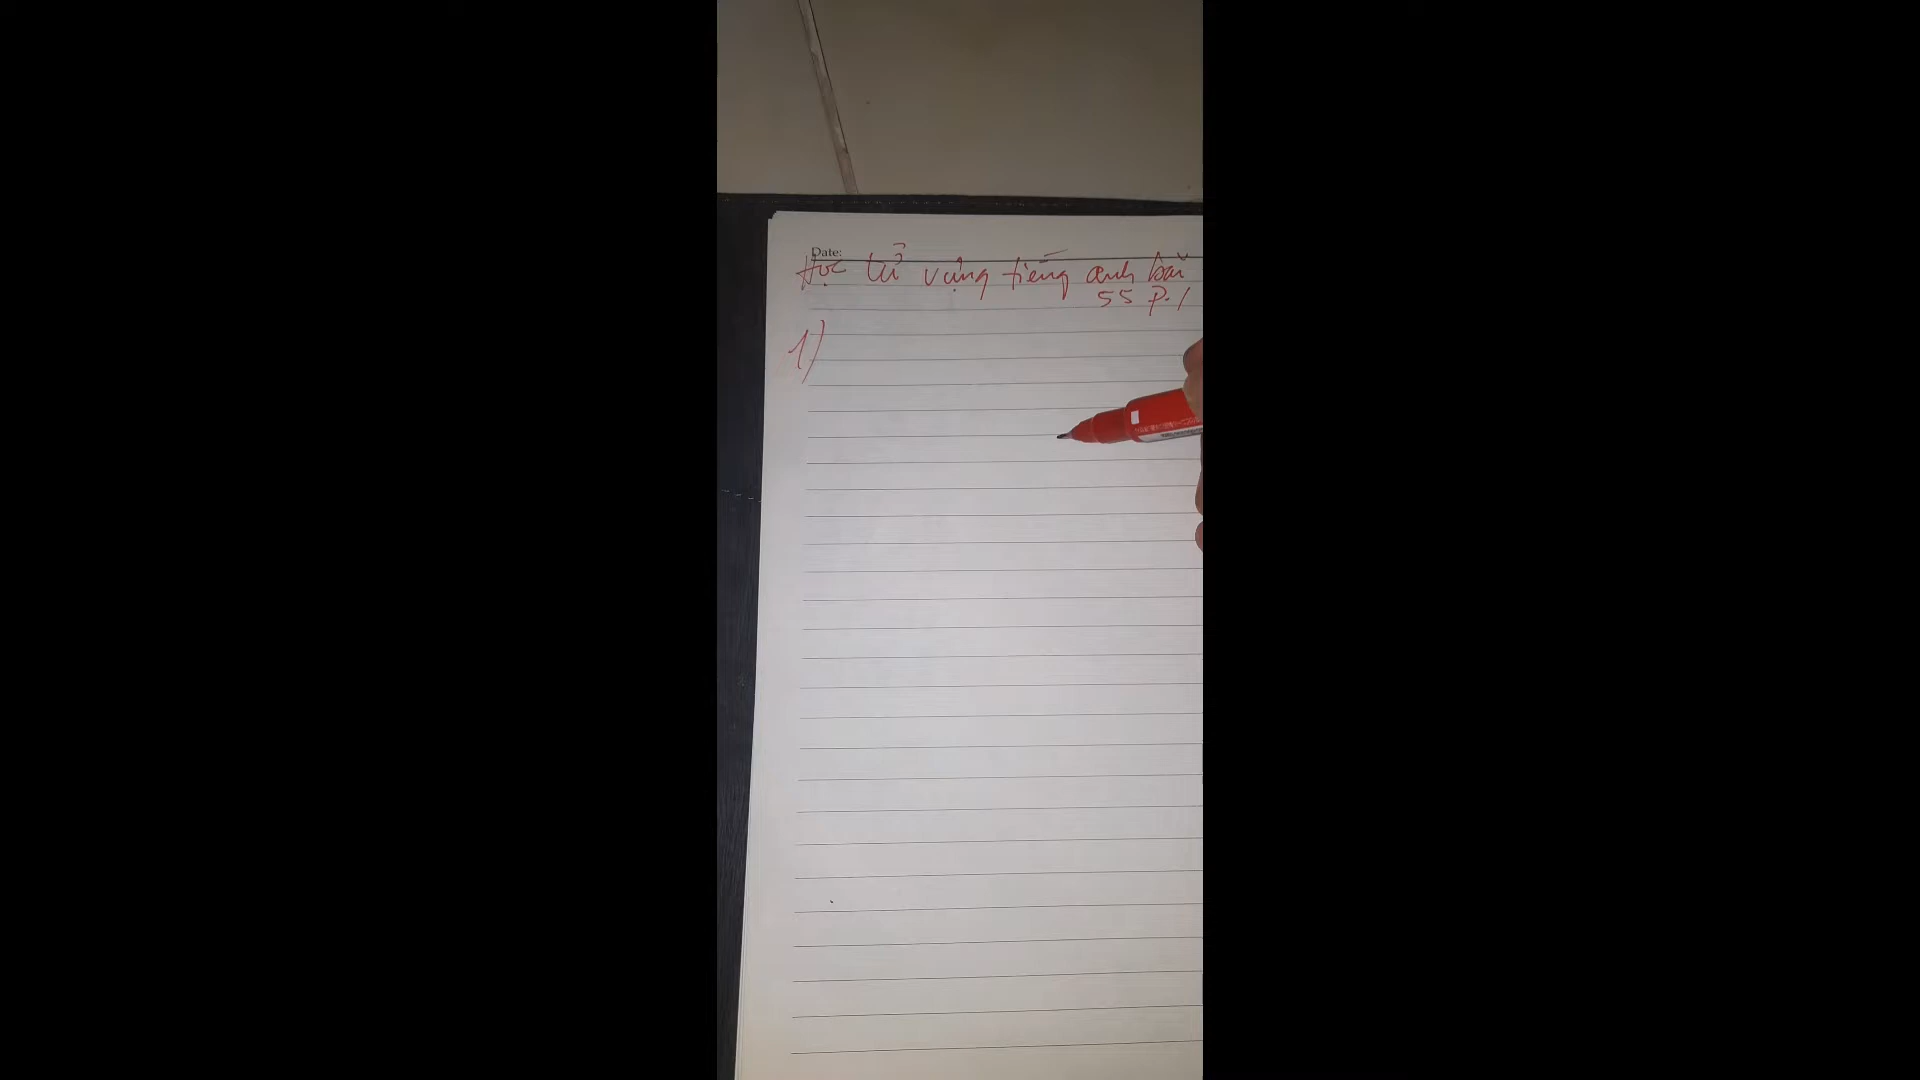 Date:
Học từ vựng tiếng anh bài
55 P.1
1)